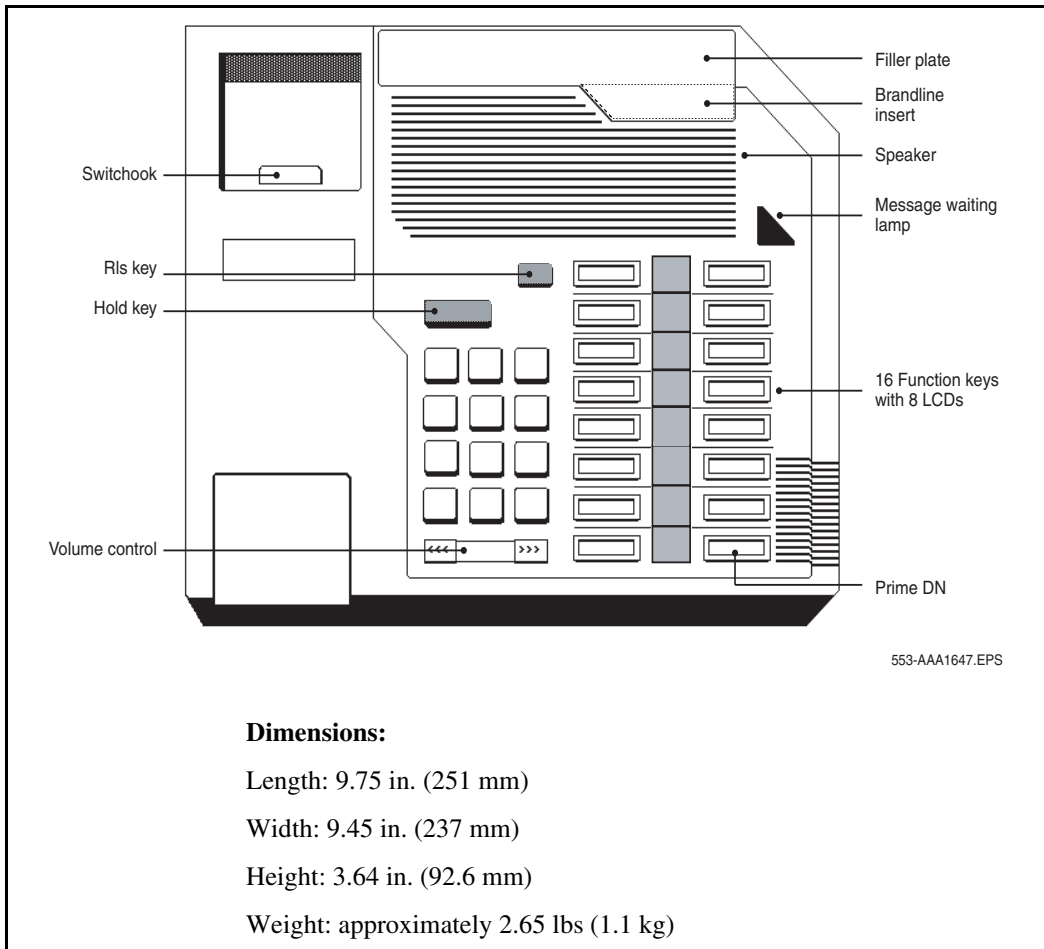 Filler plate
Brandline
insert
Switchook
Speaker
Message waiting
lamp
Rls key
Hold key
16 Function keys
with 8 LCDs
Volume control
<<<
>>>
Prime DN
553-AAA1647.EPS
Dimensions:
Length: 9.75 in. (251 mm)
Width: 9.45 in. (237 mm)
Height: 3.64 in. (92.6 mm)
Weight: approximately 2.65 lbs (1.1 kg)